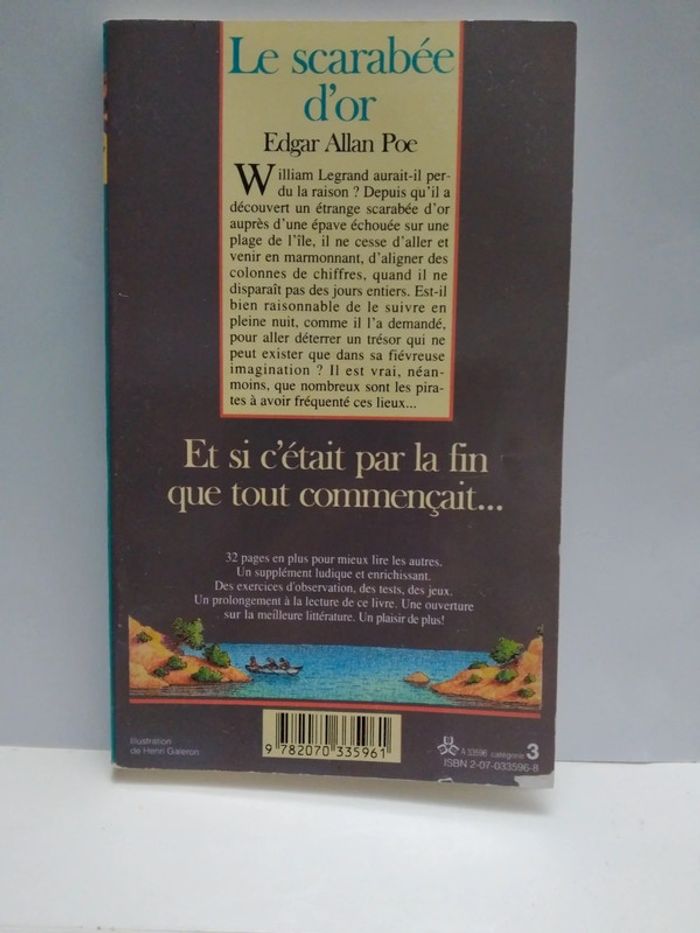 Le scarabée
d'or
Edgar Allan Poe
William Legrand aurait-il per-
du la raison ? Depuis qu'il a
découvert un étrange scarabée d'or
auprès d'une épave échouée sur une
plage de l'île, il ne cesse d'aller et
venir en marmonnant, d'aligner des
colonnes de chiffres, quand il ne
disparaît pas des jours entiers. Est-il
bien raisonnable de le suivre en
pleine nuit, comme il l'a demandé,
pour aller déterrer un trésor qui ne
peut exister que dans sa fiévreuse
imagination ? Il est vrai, néan-
moins, que nombreux sont les pira-
tes à avoir fréquenté ces lieux...
Et si c'était par la fin
que tout commençait...
32 pages en plus pour mieux lire les autres.
Un supplément ludique et enrichissant.
Des exercices d'observation, des tests, des jeux.
Un prolongement à la lecture de ce livre. Une ouverture
sur la meilleure littérature. Un plaisir de plus!
Illustration
de Henri Galeron
9 782070 335961
A 33596 catégorie 3
ISBN 2-07-033596-8